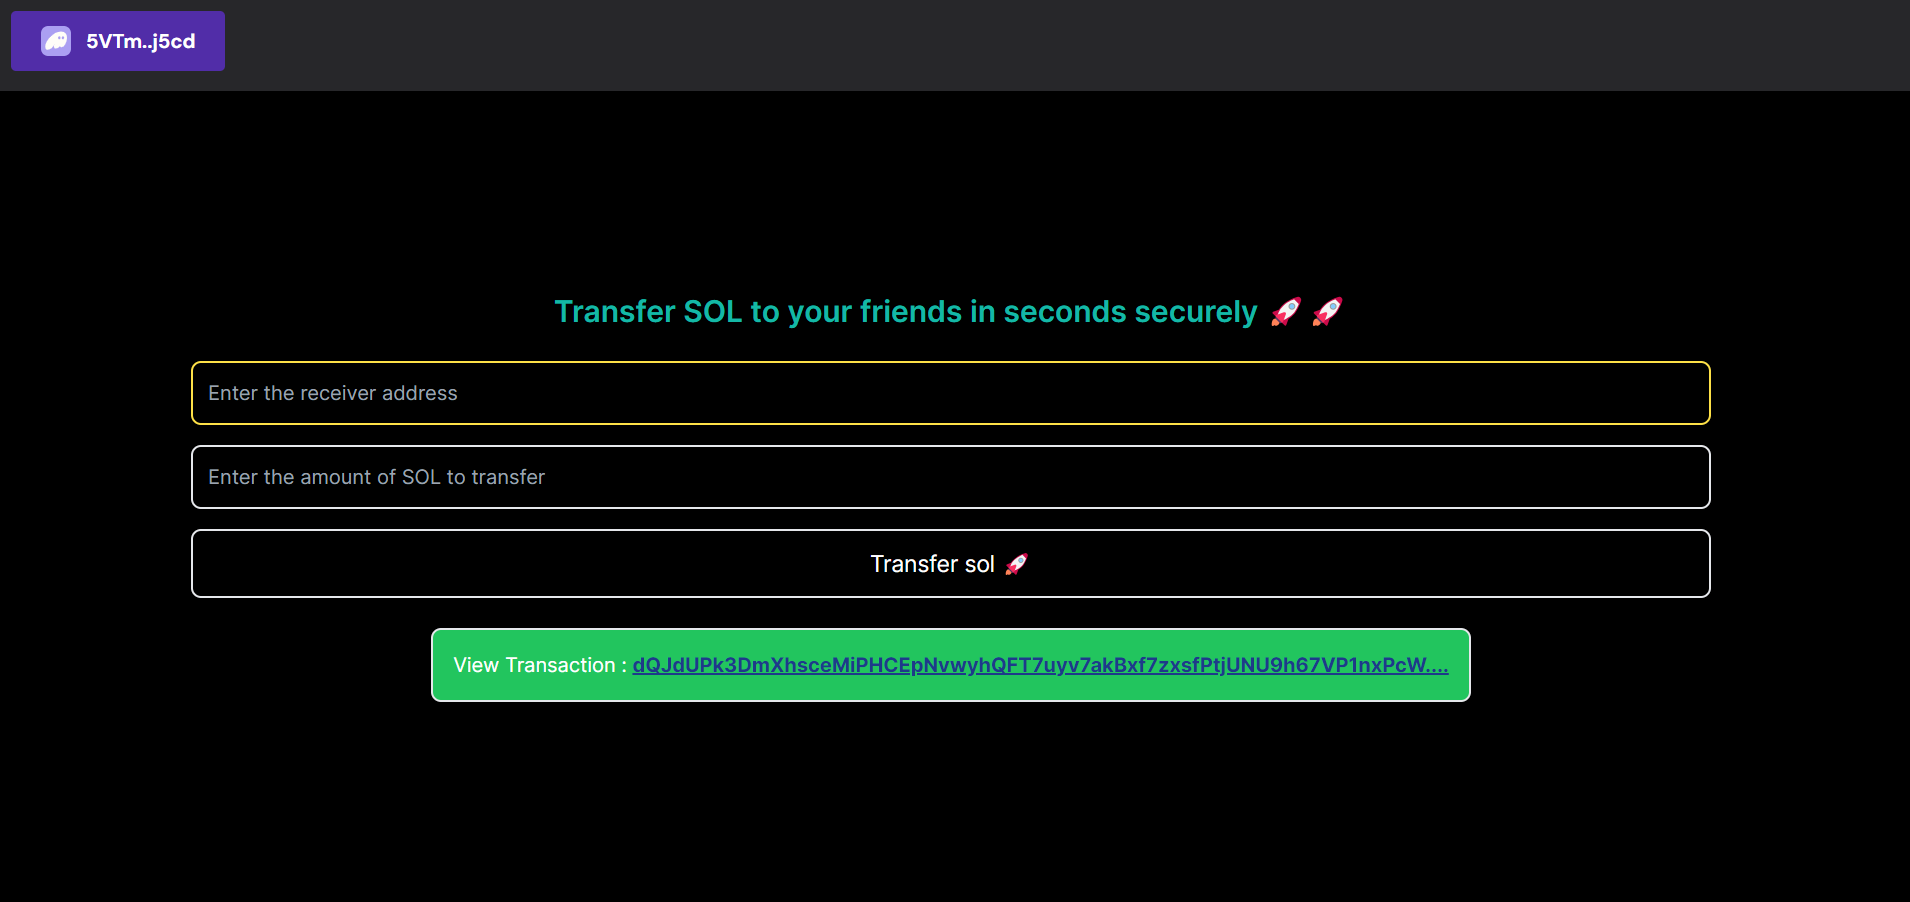 5VTm..j5cd
Transfer SOL to your friends in seconds securely 🚀 🚀
Enter the receiver address
Enter the amount of SOL to transfer
Transfer sol 🚀
View Transaction : dQJdUPk3DmXhsceMiPHCEpNvwyhQFT7uyv7akBxf7zxsfPtjUNU9h67VP1nxPcW....